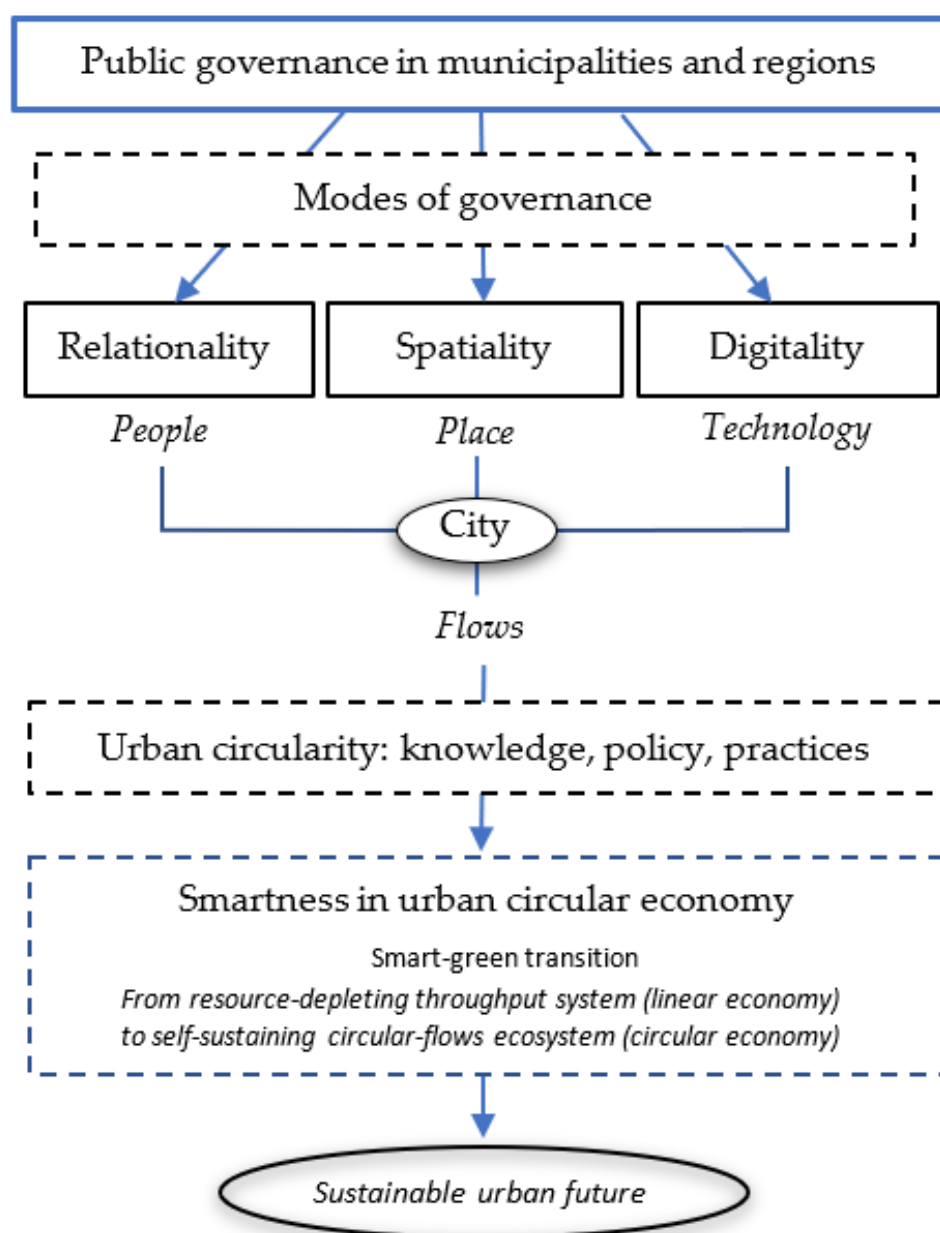 Public governance in municipalities and regions
Modes of governance
Relationality
Spatiality
Digitality
People
Place
Technology
City
Flows
Urban circularity: knowledge, policy, practices
Smartness in urban circular economy
Smart-green transition
From resource-depleting throughput system (linear economy)
to self-sustaining circular-flows ecosystem (circular economy)
Sustainable urban future